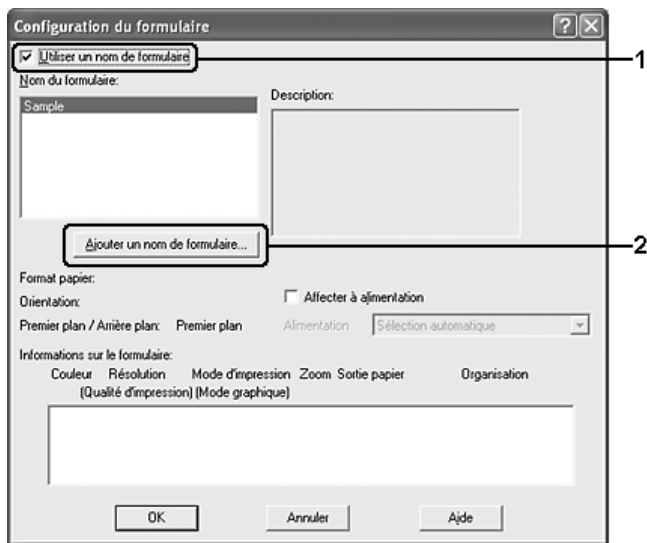 Configuration du formulaire
Utiliser un nom de formulaire
1
Nom du formulaire:
Description:
Sample
Ajouter un nom de formulaire...
2
Format papier:
Orientation:
Affecter à alimentation
Premier plan / Arrière plan: Premier plan
Alimentation
Sélection automatique
Informations sur le formulaire:
Couleur Résolution Mode d'impression Zoom Sortie papier Organisation
(Qualité d'impression) (Mode graphique)
OK
Annuler
Aide